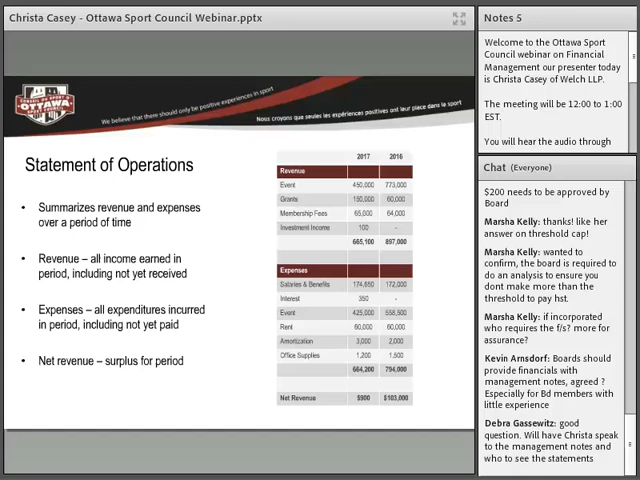 Christa Casey - Ottawa Sport Council Webinar.pptx
COUNCIL ON SPORT D'
OTTAWA
We believe that there should only be positive experiences in sport
Nous croyons que seules les expériences positives ont leur place dans le sport
Statement of Operations
• Summarizes revenue and expenses
over a period of time
• Revenue – all income earned in
period, including not yet received
• Expenses – all expenditures incurred
in period, including not yet paid
• Net revenue – surplus for period
2017 2016
Revenue
Event 450,000 773,000
Grants 150,000 60,000
Membership Fees 65,000 64,000
Investment Income 100 -
665,100 897,000
Expenses
Salaries & Benefits 174,650 172,000
Interest 350 -
Event 425,000 558,500
Rent 60,000 60,000
Amortization 3,000 2,000
Office Supplies 1,200 1,500
664,200 794,000
Net Revenue $900 $103,000
Notes 5
Welcome to the Ottawa Sport
Council webinar on Financial
Management our presenter today
is Christa Casey of Welch LLP.
The meeting will be 12:00 to 1:00
EST.
You will hear the audio through
Chat (Everyone)
$200 needs to be approved by
Board
Marsha Kelly: thanks! like her
answer on threshold cap!
Marsha Kelly: wanted to
confirm, the board is required to
do an analysis to ensure you
dont make more than the
threshold to pay hst.
Marsha Kelly: if incorporated
who requires the f/s? more for
assurance?
Kevin Arnsdorf: Boards should
provide financials with
management notes, agreed ?
Especially for Bd members with
little experience
Debra Gassewitz: good
question. Will have Christa speak
to the management notes and
who to see the statements